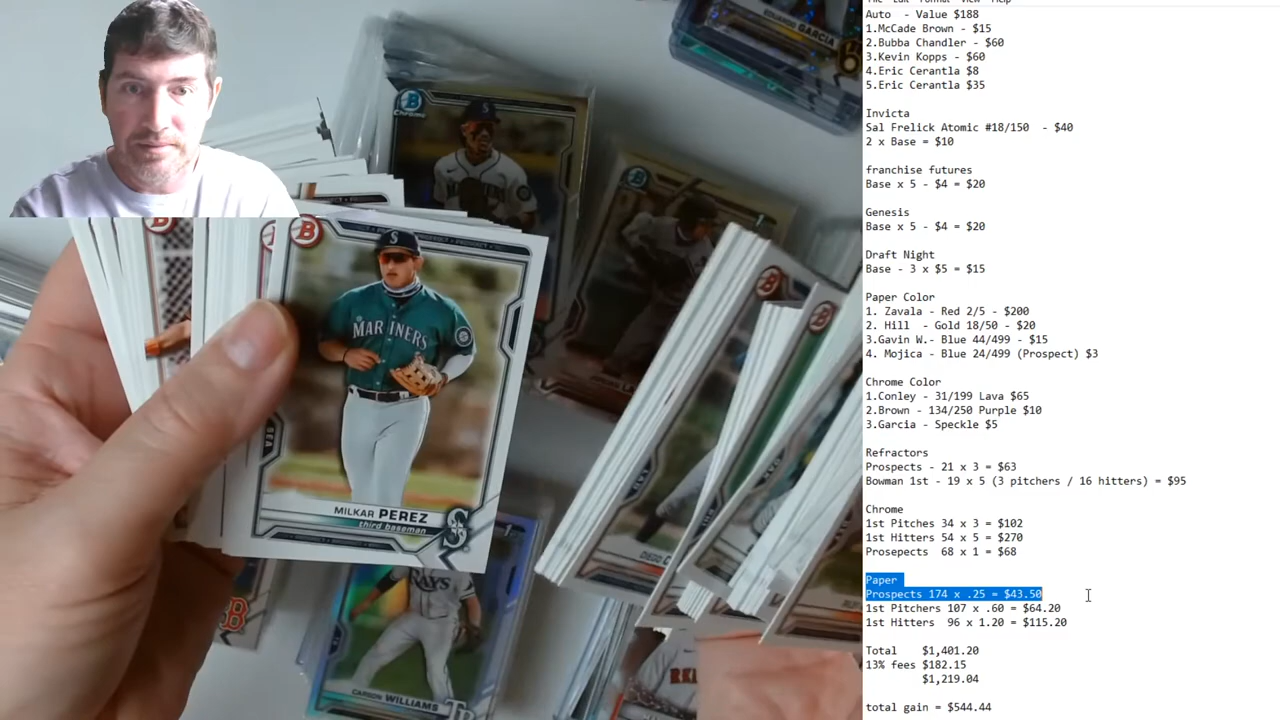 Auto - Value $188
1.McCade Brown - $15
2.Bubba Chandler - $60
3.Kevin Kopps - $60
4.Eric Cerantla $8
5.Eric Cerantla $35
Invicta
Sal Frelick Atomic #18/150 - $40
2 x Base = $10
franchise futures
Base x 5 - $4 = $20
Genesis
Base x 5 - $4 = $20
Draft Night
Base - 3 x $5 = $15
Paper Color
1. Zavala - Red 2/5 - $200
2. Hill - Gold 18/50 - $20
3.Gavin W.- Blue 44/499 - $15
4. Mojica - Blue 24/499 (Prospect) $3
Chrome Color
1.Conley - 31/199 Lava $65
2.Brown - 134/250 Purple $10
3.Garcia - Speckle $5
Refractors
Prospects - 21 x 3 = $63
Bowman 1st - 19 x 5 (3 pitchers / 16 hitters) = $95
Chrome
1st Pitches 34 x 3 = $102
1st Hitters 54 x 5 = $270
Prosepects 68 x 1 = $68
Paper
Prospects 174 x .25 = $43.50
1st Pitchers 107 x .60 = $64.20
1st Hitters 96 x 1.20 = $115.20
Total $1,401.20
13% fees $182.15
$1,219.04
total gain = $544.44
EDUARDO GARCIA
B
Chrome
MARINERS
B
S
MARINERS
SEA
MILKAR PEREZ
third baseman
S
RAYS
CARSON WILLIAMS
TB
DIEGO